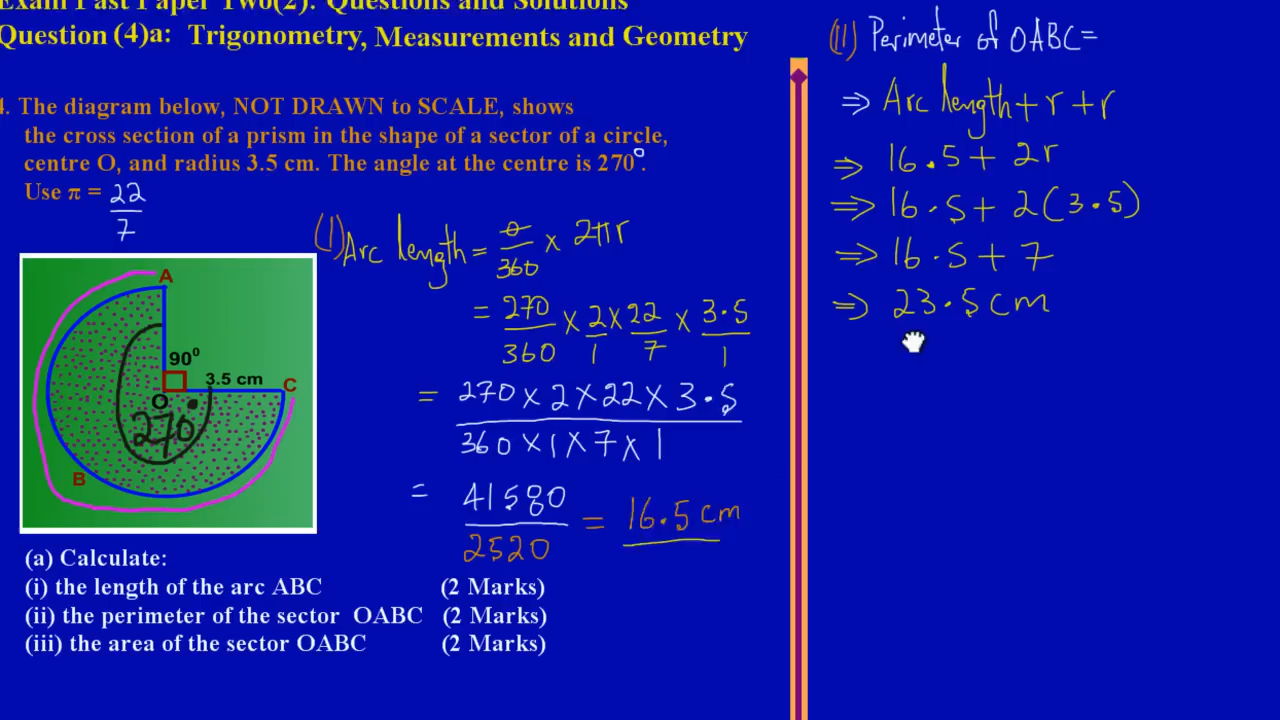 Exam Past Paper Two(2): Questions and Solutions
Question (4)a: Trigonometry, Measurements and Geometry
4. The diagram below, NOT DRAWN to SCALE, shows
the cross section of a prism in the shape of a sector of a circle,
centre O, and radius 3.5 cm. The angle at the centre is 270°.
Use π = 22/7
A
90°
3.5 cm
C
O
270°
B
(a) Calculate:
(i) the length of the arc ABC (2 Marks)
(ii) the perimeter of the sector OABC (2 Marks)
(iii) the area of the sector OABC (2 Marks)
(I) Arc length = θ/360 × 2πr
= 270/360 × 2/1 × 22/7 × 3.5/1
= 270 × 2 × 22 × 3.5
360 × 1 × 7 × 1
= 41580/2520 = 16.5 cm
(II) Perimeter of OABC =
⇒ Arc length + r + r
⇒ 16.5 + 2r
⇒ 16.5 + 2(3.5)
⇒ 16.5 + 7
⇒ 23.5 cm